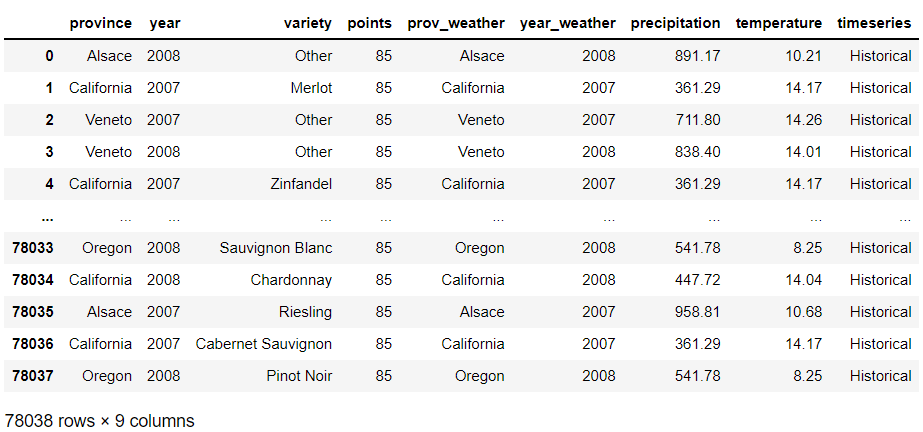 province year variety points prov_weather year_weather precipitation temperature timeseries
0 Alsace 2008 Other 85 Alsace 2008 891.17 10.21 Historical
1 California 2007 Merlot 85 California 2007 361.29 14.17 Historical
2 Veneto 2007 Other 85 Veneto 2007 711.80 14.26 Historical
3 Veneto 2008 Other 85 Veneto 2008 838.40 14.01 Historical
4 California 2007 Zinfandel 85 California 2007 361.29 14.17 Historical
... ... ... ... ... ... ... ... ... ...
78033 Oregon 2008 Sauvignon Blanc 85 Oregon 2008 541.78 8.25 Historical
78034 California 2008 Chardonnay 85 California 2008 447.72 14.04 Historical
78035 Alsace 2007 Riesling 85 Alsace 2007 958.81 10.68 Historical
78036 California 2007 Cabernet Sauvignon 85 California 2007 361.29 14.17 Historical
78037 Oregon 2008 Pinot Noir 85 Oregon 2008 541.78 8.25 Historical
78038 rows × 9 columns